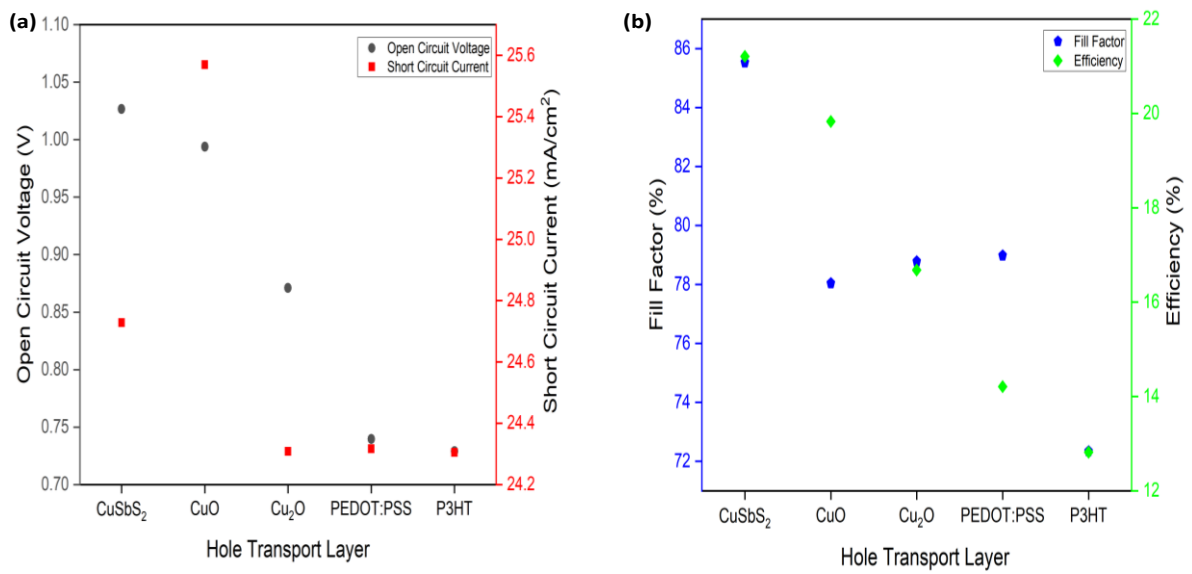 (a)
1.10
1.05
1.00
0.95
0.90
0.85
0.80
0.75
0.70
Open Circuit Voltage (V)
Open Circuit Voltage
Short Circuit Current
25.6
25.4
25.2
25.0
24.8
24.6
24.4
24.2
Short Circuit Current (mA/cm²)
CuSbS₂ CuO Cu₂O PEDOT:PSS P3HT
Hole Transport Layer
(b)
86
84
82
80
78
76
74
72
Fill Factor (%)
Fill Factor
Efficiency
22
20
18
16
14
12
Efficiency (%)
CuSbS₂ CuO Cu₂O PEDOT:PSS P3HT
Hole Transport Layer